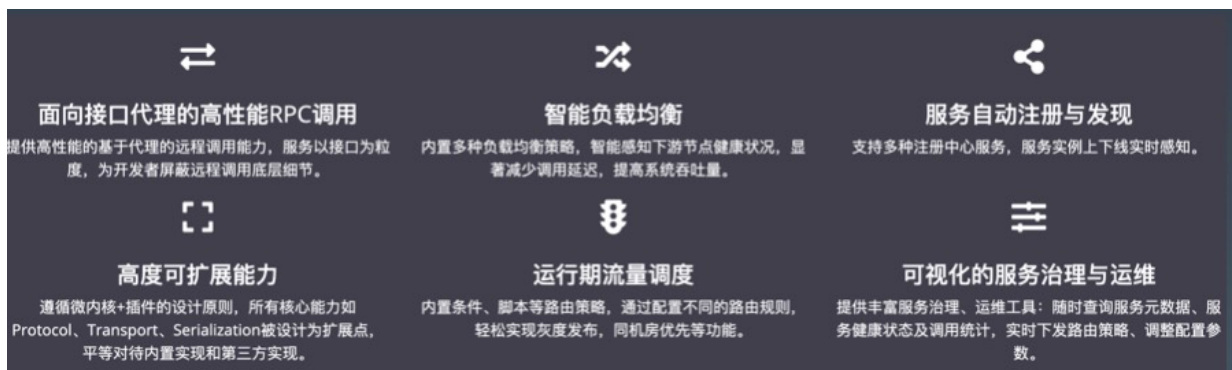 面向接口代理的高性能RPC调用
提供高性能的基于代理的远程调用能力，服务以接口为粒
度，为开发者屏蔽远程调用底层细节。
智能负载均衡
内置多种负载均衡策略，智能感知下游节点健康状况，显
著减少调用延迟，提高系统吞吐量。
服务自动注册与发现
支持多种注册中心服务，服务实例上下线实时感知。
高度可扩展能力
遵循微内核+插件的设计原则，所有核心能力如
Protocol、Transport、Serialization被设计为扩展点，
平等对待内置实现和第三方实现。
运行期流量调度
内置条件、脚本等路由策略，通过配置不同的路由规则，
轻松实现灰度发布，同机房优先等功能。
可视化的服务治理与运维
提供丰富服务治理、运维工具：随时查询服务元数据、服
务健康状态及调用统计，实时下发路由策略、调整配置参
数。